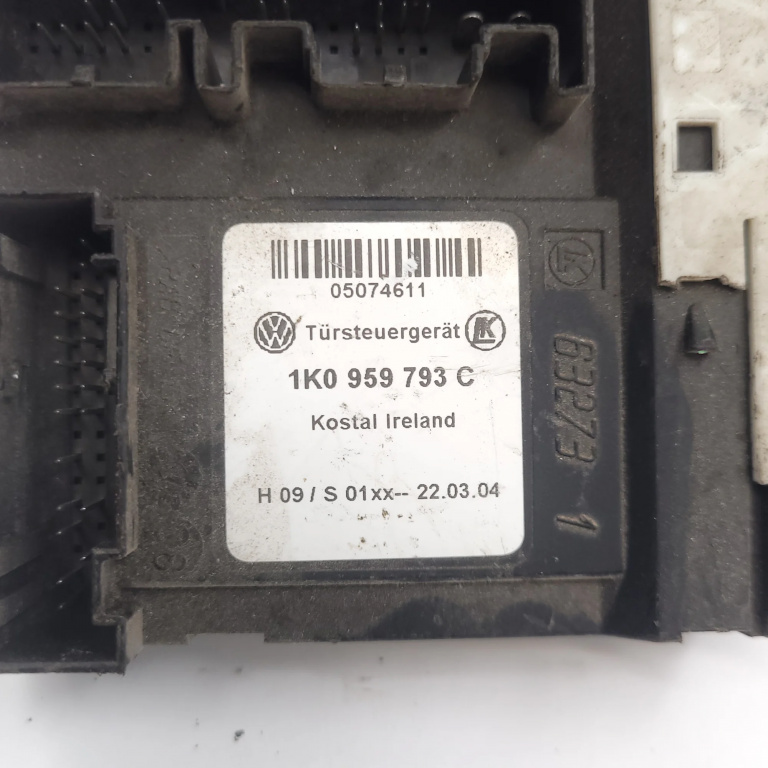 05074611
Türsteuergerät
1K0 959 793 C
Kostal Ireland
H 09 / S 01xx-- 22.03.04
63273 1